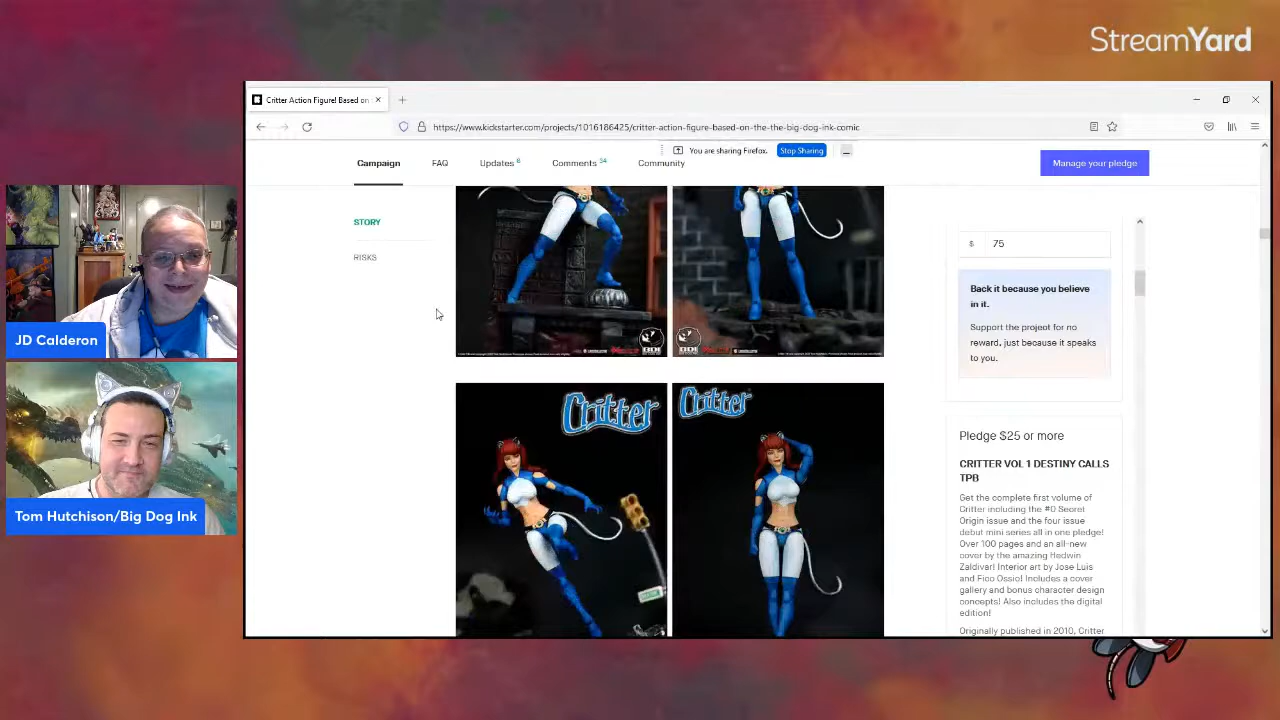 StreamYard
Critter Action Figure! Based on
https://www.kickstarter.com/projects/1016186425/critter-action-figure-based-on-the-the-big-dog-ink-comic
You are sharing Firefox.
Stop Sharing
Campaign
FAQ
Updates 8
Comments 34
Community
Manage your pledge
STORY
RISKS
$ 75
Back it because you believe
in it.
Support the project for no
reward, just because it speaks
to you.
Critter
Critter
Pledge $25 or more
CRITTER VOL 1 DESTINY CALLS
TPB
Get the complete first volume of
Critter including the #0 Secret
Origin issue and the four issue
debut mini series all in one pledge!
Over 100 pages and an all-new
cover by the amazing Hedwin
Zaldivar! Interior art by Jose Luis
and Fico Ossio! Includes a cover
gallery and bonus character design
concepts! Also includes the digital
edition!
Originally published in 2010, Critter
JD Calderon
Tom Hutchison/Big Dog Ink